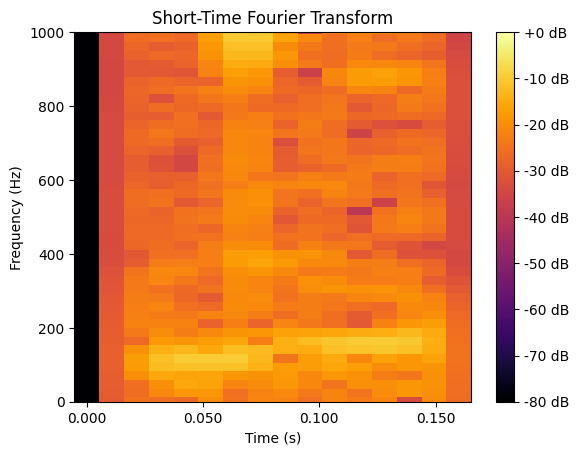 Short-Time Fourier Transform
1000
800
600
400
200
0
Frequency (Hz)
0.000
0.050
0.100
0.150
Time (s)
+0 dB
-10 dB
-20 dB
-30 dB
-40 dB
-50 dB
-60 dB
-70 dB
-80 dB